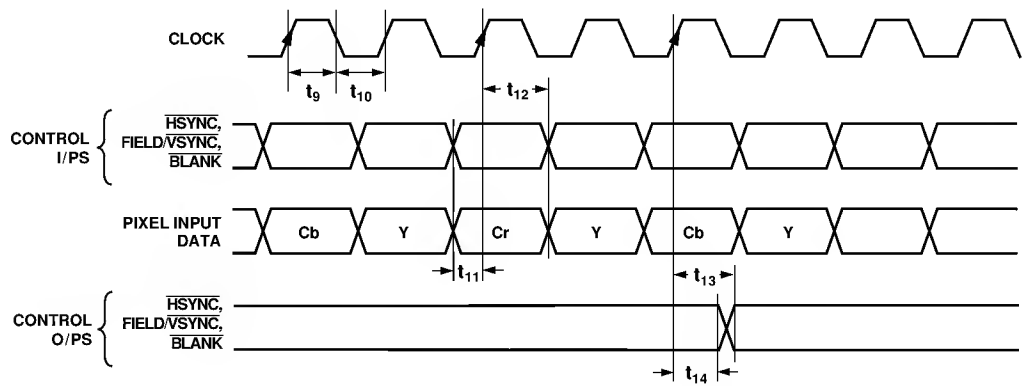 CLOCK
t9
t10
t12
CONTROL
I/PS
HSYNC,
FIELD/VSYNC,
BLANK
PIXEL INPUT
DATA
Cb
Y
Cr
Y
Cb
Y
t11
t13
CONTROL
O/PS
HSYNC,
FIELD/VSYNC,
BLANK
t14